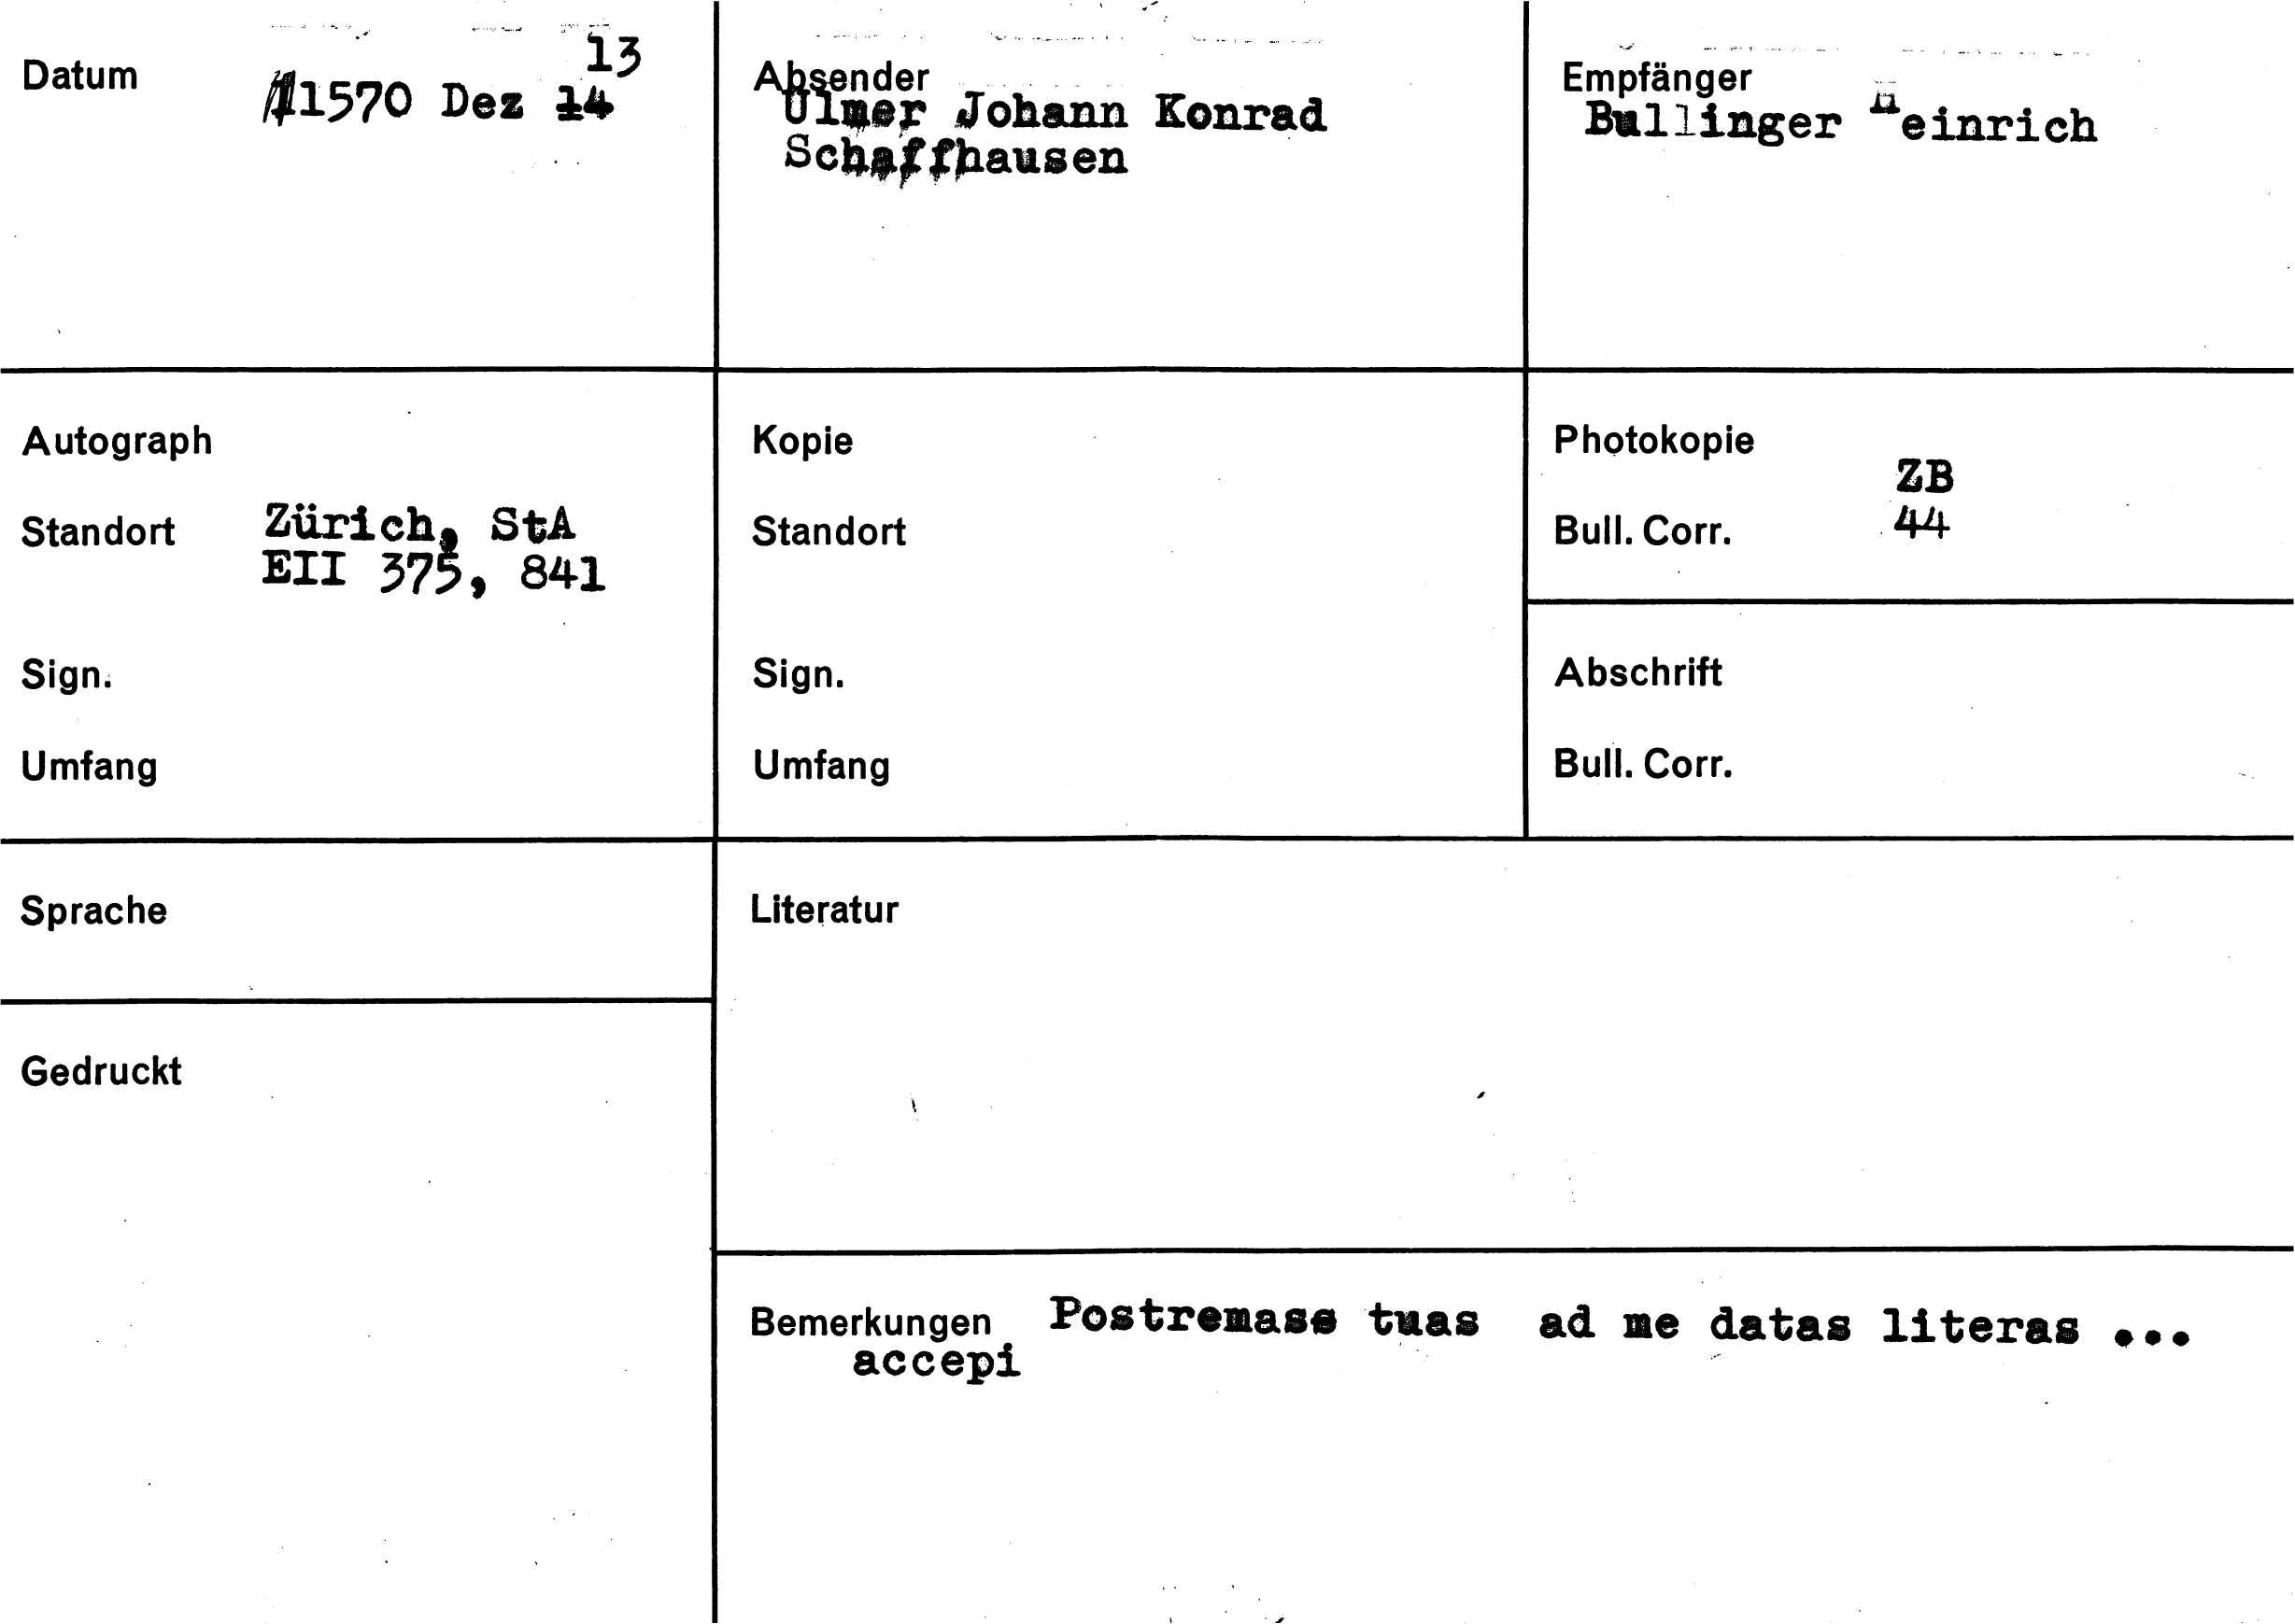 Datum
13
1570 Dez 14
Absender
Ulmer Johann Konrad
Schaffhausen
Empfänger
Bullinger Heinrich
Autograph
Standort Zürich, StA
EII 375, 841
Sign.
Umfang
Kopie
Standort
Sign.
Umfang
Photokopie
ZB
Bull. Corr. 44
Abschrift
Bull. Corr.
Sprache
Gedruckt
Literatur
Bemerkungen Postremass tuas ad me datas literas ...
accepi